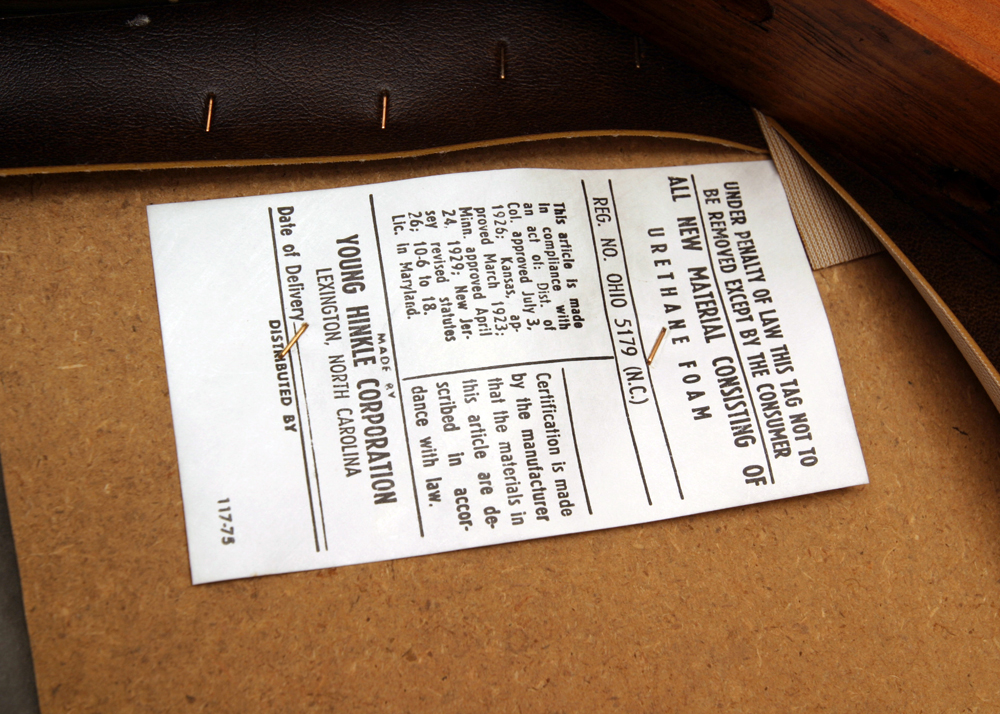 UNDER PENALTY OF LAW THIS TAG NOT TO
BE REMOVED EXCEPT BY THE CONSUMER
ALL NEW MATERIAL CONSISTING OF
URETHANE FOAM
REG. NO. OHIO 5179 (N.C.)
This article is made
In compliance with
an act of: Dist. of
Col. approved July 3,
1926; Kansas, ap-
proved March 1923;
Minn. approved April
24, 1929; New Jer-
sey revised statutes
26; 10-6 to 18.
Lic. In Maryland.
Certification is made
by the manufacturer
that the materials in
this article are de-
scribed in accor-
dance with law.
MADE BY
YOUNG HINKLE CORPORATION
LEXINGTON, NORTH CAROLINA
Date of Delivery
DISTRIBUTED BY
117-75